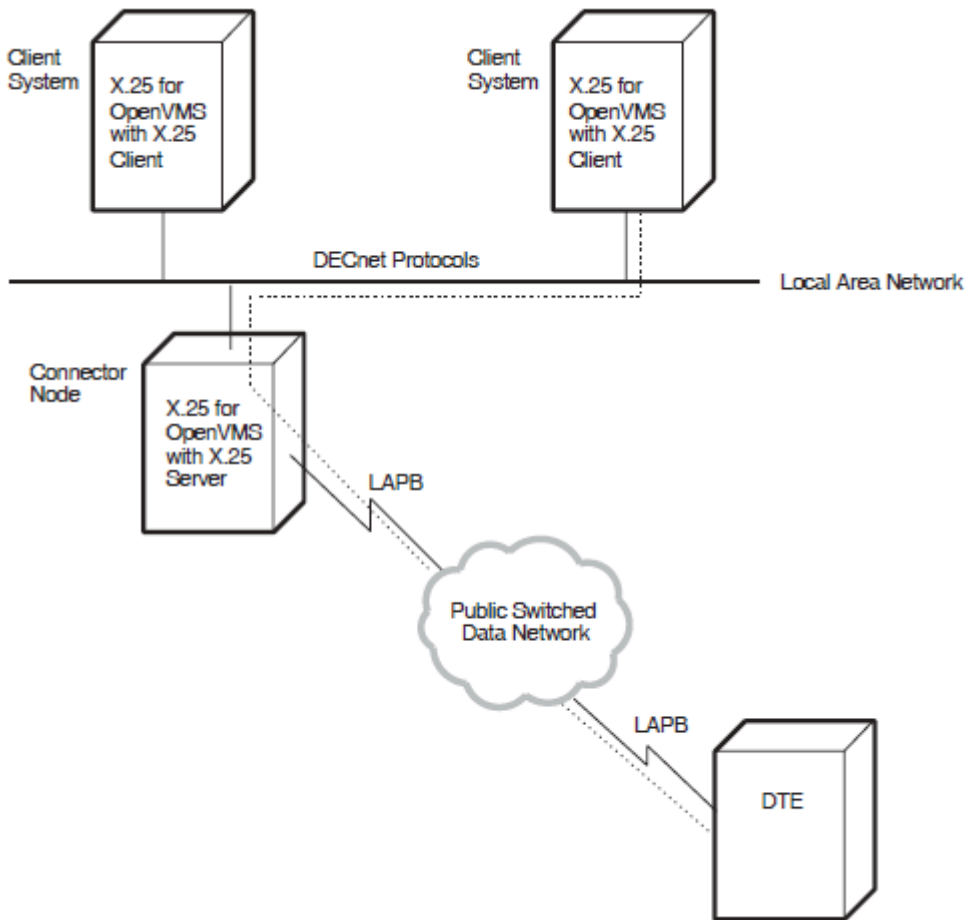 Client
System
X.25 for
OpenVMS
with X.25
Client
Client
System
X.25 for
OpenVMS
with X.25
Client
DECnet Protocols
Local Area Network
Connector
Node
X.25 for
OpenVMS
with X.25
Server
LAPB
Public Switched
Data Network
LAPB
DTE